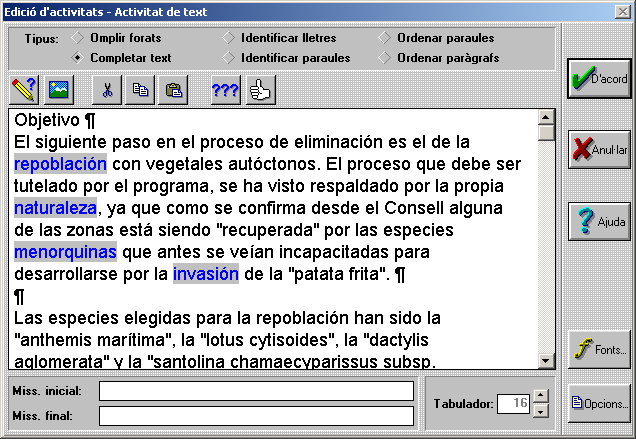 Edició d'activitats - Activitat de text
Tipus:
Omplir forats
Identificar lletres
Ordenar paraules
Completar text
Identificar paraules
Ordenar paràgrafs
???
D'acord
Anul·lar
Ajuda
Fonts...
Opcions...
Objetivo ¶
El siguiente paso en el proceso de eliminación es el de la
repoblación con vegetales autóctonos. El proceso que debe ser
tutelado por el programa, se ha visto respaldado por la propia
naturaleza, ya que como se confirma desde el Consell alguna
de las zonas está siendo "recuperada" por las especies
menorquinas que antes se veían incapacitadas para
desarrollarse por la invasión de la "patata frita". ¶
¶
Las especies elegidas para la repoblación han sido la
"anthemis marítima", la "lotus cytisoides", la "dactylis
aglomerata" y la "santolina chamaecyparissus subsp.
Miss. inicial:
Miss. final:
Tabulador: 16